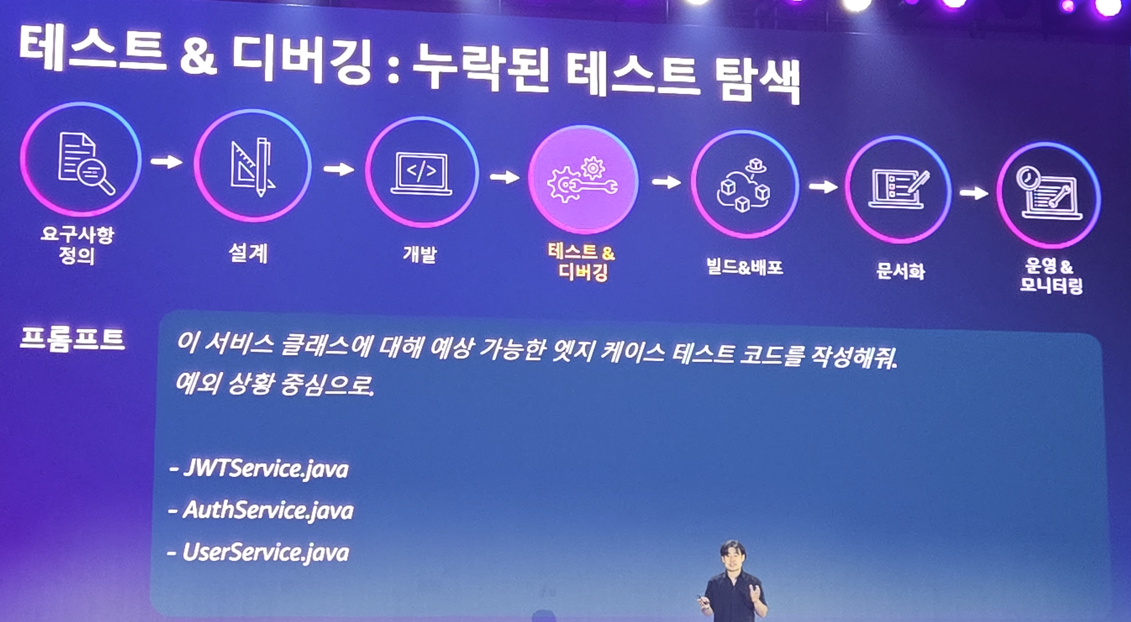 테스트 & 디버깅 : 누락된 테스트 탐색
</>
요구사항
정의
설계
개발
테스트 &
디버깅
빌드&배포
문서화
운영 &
모니터링
프롬프트
이 서비스 클래스에 대해 예상 가능한 엣지 케이스 테스트 코드를 작성해줘.
예외 상황 중심으로.
- JWTService.java
- AuthService.java
- UserService.java